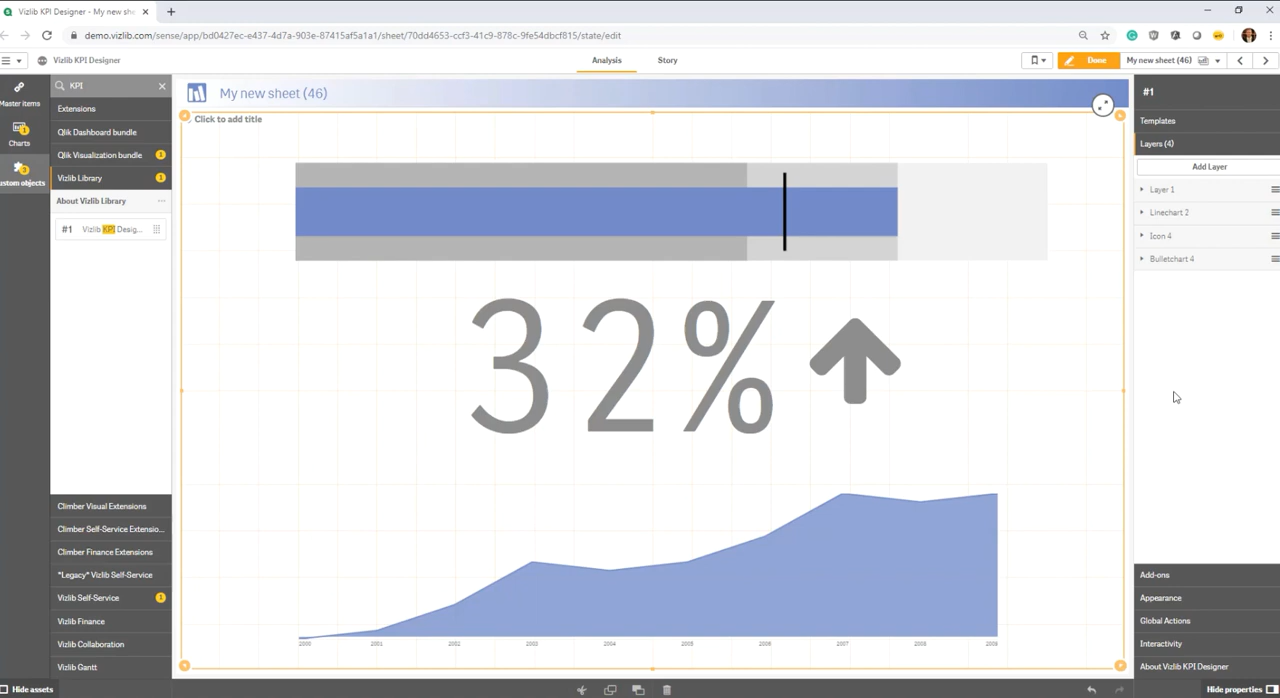 Vizlib KPI Designer - My new she
demo.vizlib.com/sense/app/bd0427ec-e437-4d7a-903e-87415af5a1a1/sheet/70dd4653-ccf3-41c9-878c-9fe54dbcf815/state/edit
Vizlib KPI Designer
Analysis
Story
Done
My new sheet (46)
Master items
Charts
1
ustom objects
3
KPI
Extensions
Qlik Dashboard bundle
Qlik Visualization bundle
1
Vizlib Library
1
About Vizlib Library
#1 Vizlib KPI Desig...
Climber Visual Extensions
Climber Self-Service Extensio...
Climber Finance Extensions
*Legacy* Vizlib Self-Service
Vizlib Self-Service
1
Vizlib Finance
Vizlib Collaboration
Vizlib Gantt
Hide assets
My new sheet (46)
Click to add title
32%
2000 2001 2002 2003 2004 2005 2006 2007 2008 2009
#1
Templates
Layers (4)
Add Layer
Layer 1
Linechart 2
Icon 4
Bulletchart 4
Add-ons
Appearance
Global Actions
Interactivity
About Vizlib KPI Designer
Hide properties